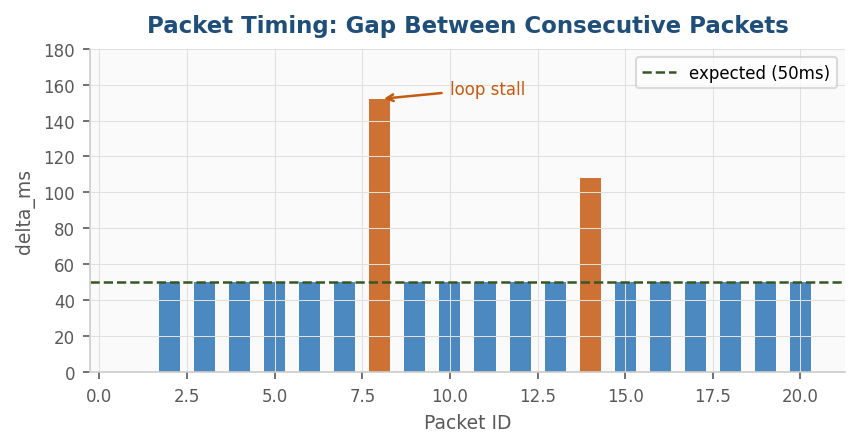 Packet Timing: Gap Between Consecutive Packets
180
160
140
120
100
80
60
40
20
0
delta_ms
loop stall
expected (50ms)
0.0 2.5 5.0 7.5 10.0 12.5 15.0 17.5 20.0
Packet ID